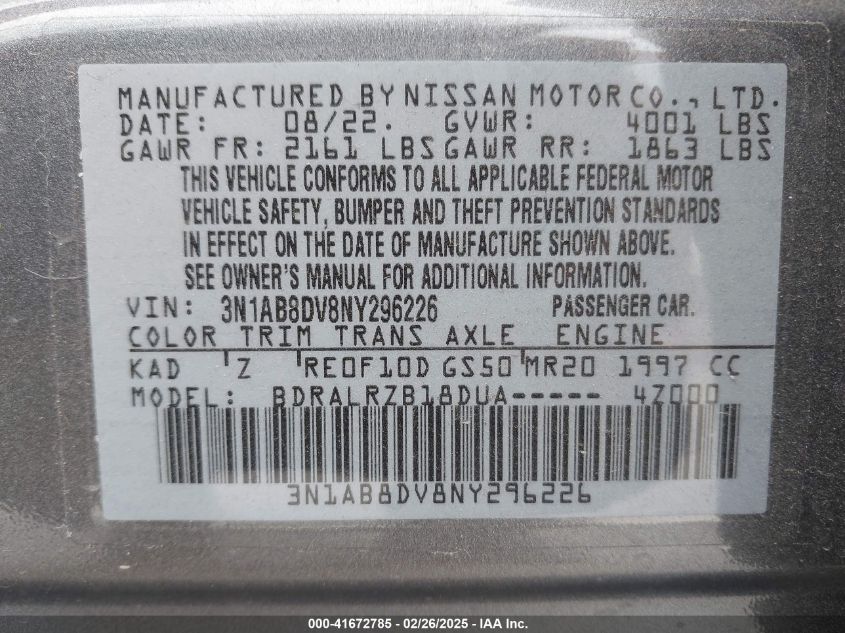 MANUFACTURED BY NISSAN MOTOR CO., LTD.
DATE: 08/22. GVWR: 4001 LBS
GAWR FR: 2161 LBS GAWR RR: 1863 LBS
THIS VEHICLE CONFORMS TO ALL APPLICABLE FEDERAL MOTOR
VEHICLE SAFETY, BUMPER AND THEFT PREVENTION STANDARDS
IN EFFECT ON THE DATE OF MANUFACTURE SHOWN ABOVE.
SEE OWNER'S MANUAL FOR ADDITIONAL INFORMATION.
VIN: 3N1AB8DV8NY296226 PASSENGER CAR.
COLOR TRIM TRANS AXLE ENGINE
KAD Z RE0F10D GS50 MR20 1997 CC
MODEL: BDRALRZB18DUA----- 4Z000
3N1AB8DV8NY296226
000-41672785 - 02/26/2025 - IAA Inc.